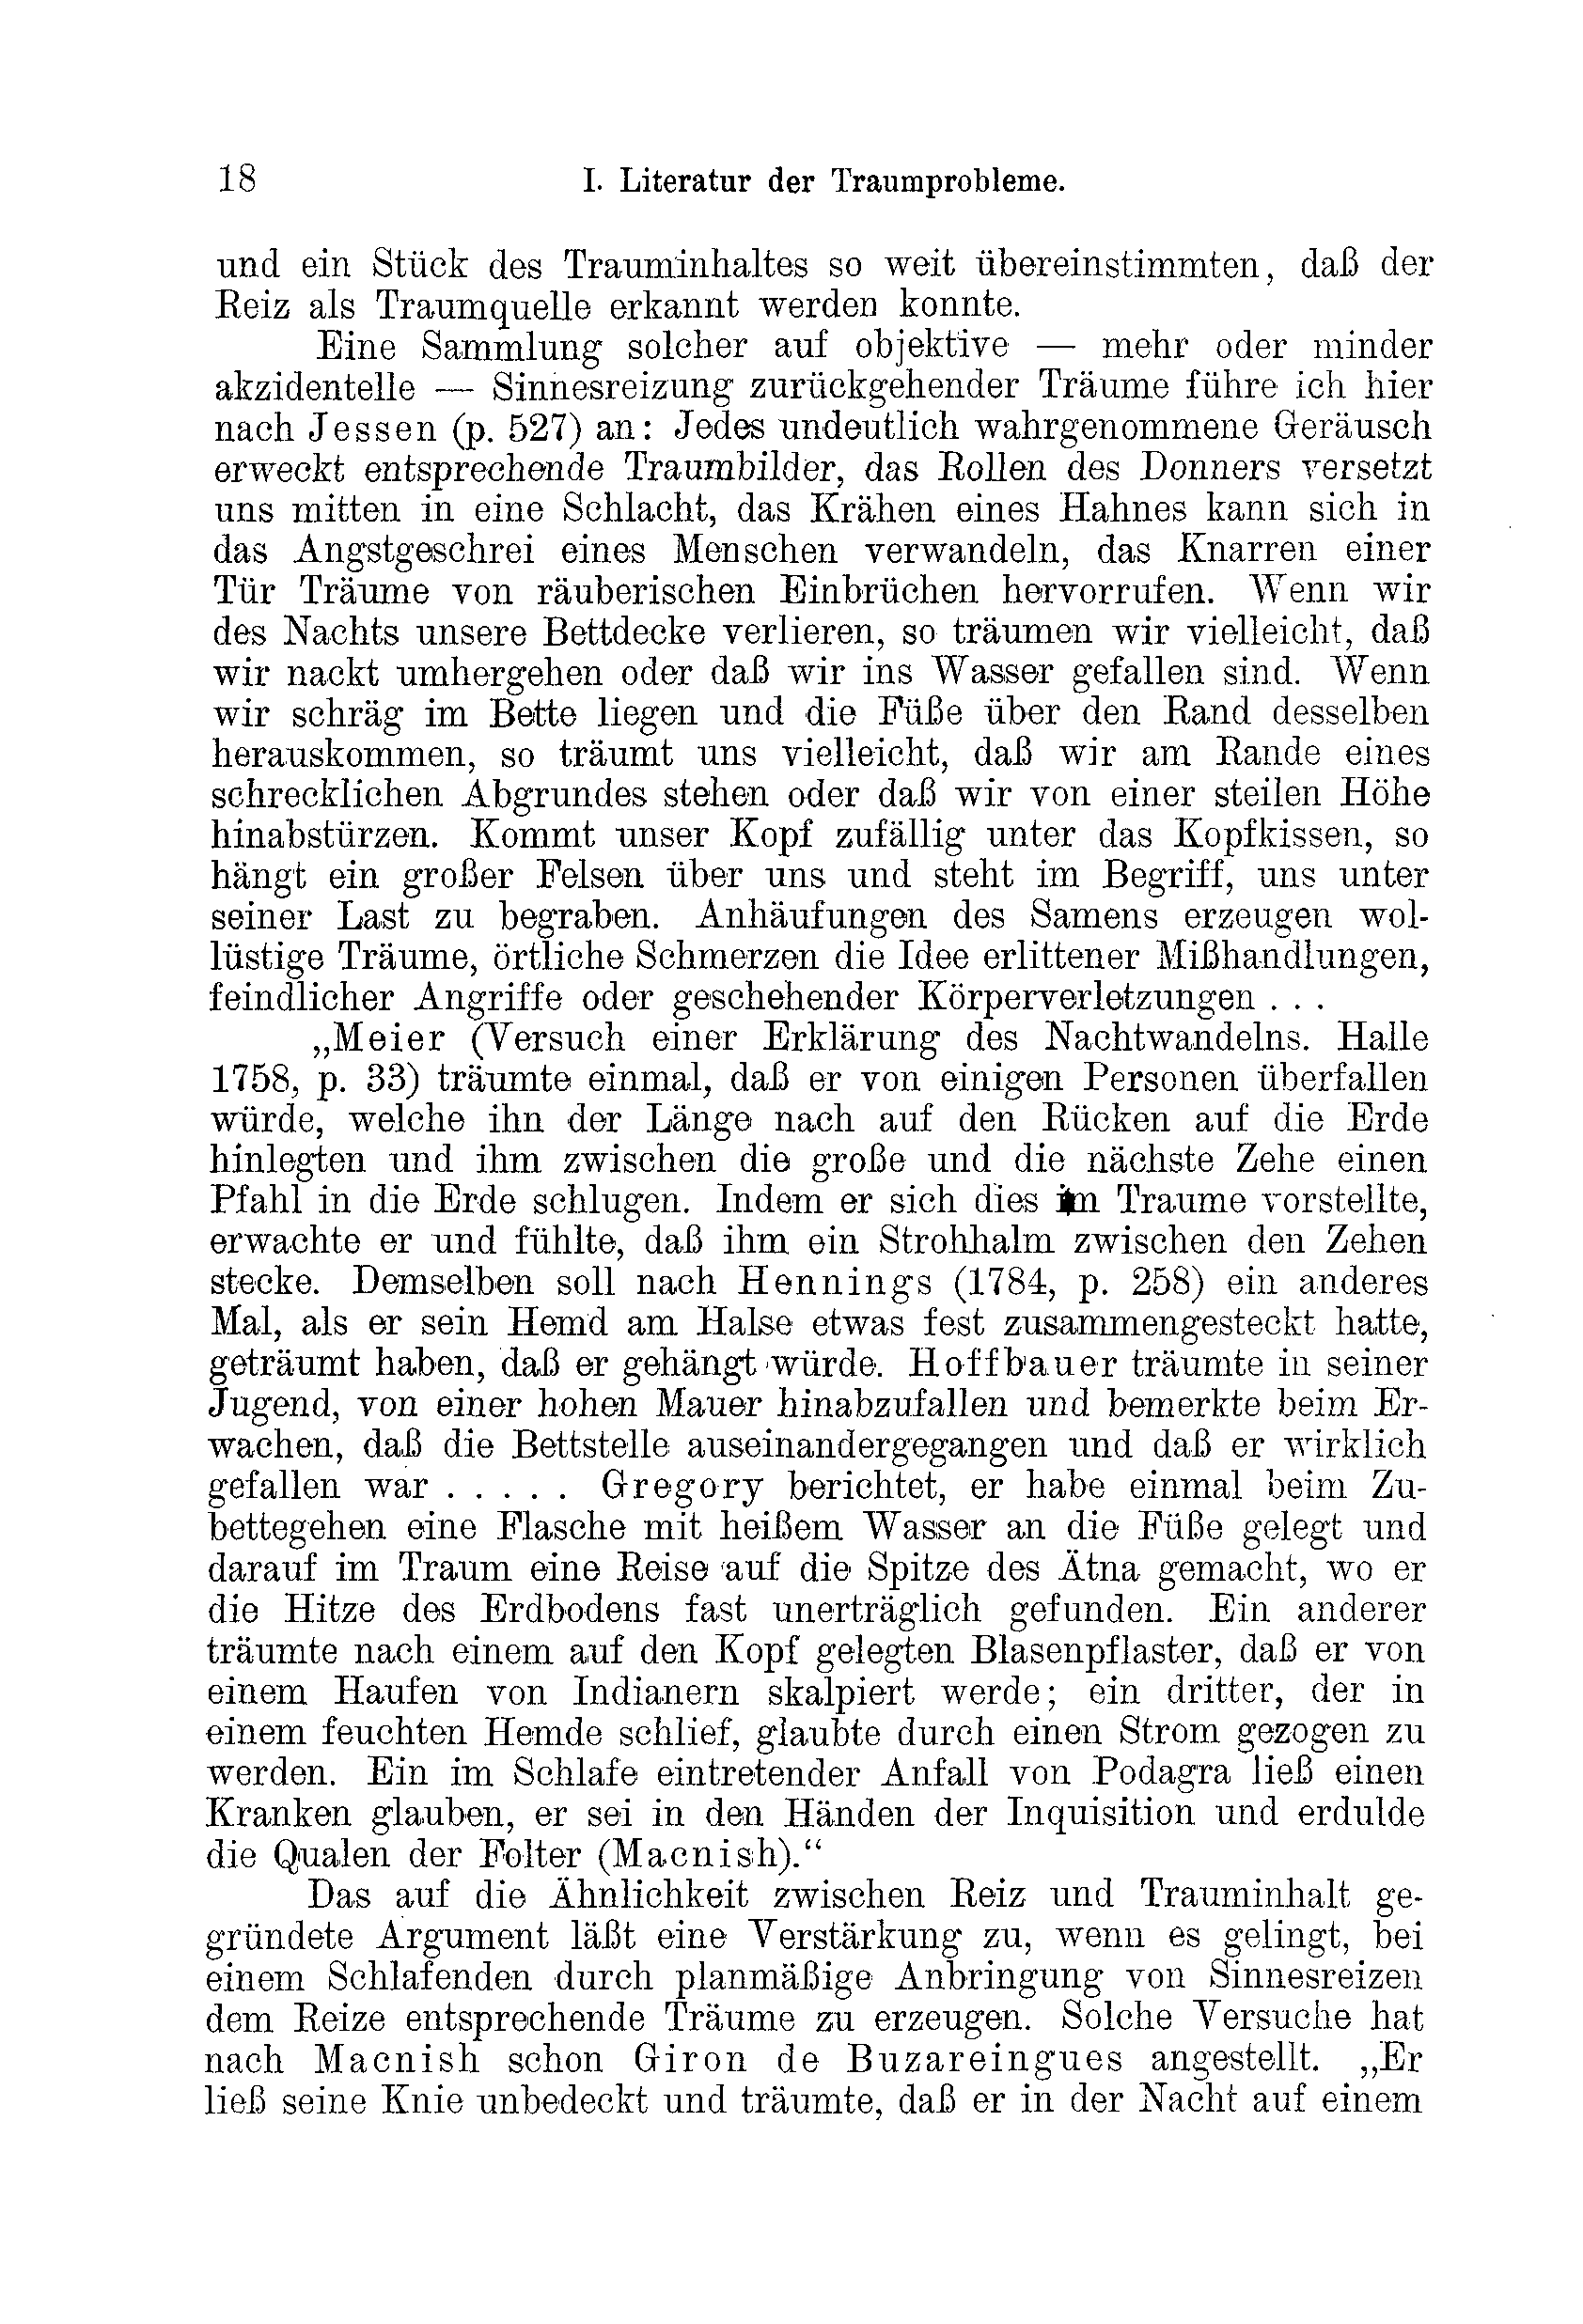 18 I. Literatur der Traumprobleme.
und ein Stück des Trauminhaltes so weit übereinstimmten, daß der
Reiz als Traumquelle erkannt werden konnte.
Eine Sammlung solcher auf objektive — mehr oder minder
akzidentelle — Sinnesreizung zurückgehender Träume führe ich hier
nach Jessen (p. 527) an: Jedes undeutlich wahrgenommene Geräusch
erweckt entsprechende Traumbilder, das Rollen des Donners versetzt
uns mitten in eine Schlacht, das Krähen eines Hahnes kann sich in
das Angstgeschrei eines Menschen verwandeln, das Knarren einer
Tür Träume von räuberischen Einbrüchen hervorrufen. Wenn wir
des Nachts unsere Bettdecke verlieren, so träumen wir vielleicht, daß
wir nackt umhergehen oder daß wir ins Wasser gefallen sind. Wenn
wir schräg im Bette liegen und die Füße über den Rand desselben
herauskommen, so träumt uns vielleicht, daß wir am Rande eines
schrecklichen Abgrundes stehen oder daß wir von einer steilen Höhe
hinabstürzen. Kommt unser Kopf zufällig unter das Kopfkissen, so
hängt ein großer Felsen über uns und steht im Begriff, uns unter
seiner Last zu begraben. Anhäufungen des Samens erzeugen wol-
lüstige Träume, örtliche Schmerzen die Idee erlittener Mißhandlungen,
feindlicher Angriffe oder geschehender Körperverletzungen . . .
„Meier (Versuch einer Erklärung des Nachtwandelns. Halle
1758, p. 33) träumte einmal, daß er von einigen Personen überfallen
würde, welche ihn der Länge nach auf den Rücken auf die Erde
hinlegten und ihm zwischen die große und die nächste Zehe einen
Pfahl in die Erde schlugen. Indem er sich dies im Traume vorstellte,
erwachte er und fühlte, daß ihm ein Strohhalm zwischen den Zehen
stecke. Demselben soll nach Hennings (1784, p. 258) ein anderes
Mal, als er sein Hemd am Halse etwas fest zusammengesteckt hatte,
geträumt haben, daß er gehängt würde. Hoffbauer träumte in seiner
Jugend, von einer hohen Mauer hinabzufallen und bemerkte beim Er-
wachen, daß die Bettstelle auseinandergegangen und daß er wirklich
gefallen war . . . . . Gregory berichtet, er habe einmal beim Zu-
bettegehen eine Flasche mit heißem Wasser an die Füße gelegt und
darauf im Traum eine Reise auf die Spitze des Ätna gemacht, wo er
die Hitze des Erdbodens fast unerträglich gefunden. Ein anderer
träumte nach einem auf den Kopf gelegten Blasenpflaster, daß er von
einem Haufen von Indianern skalpiert werde; ein dritter, der in
einem feuchten Hemde schlief, glaubte durch einen Strom gezogen zu
werden. Ein im Schlafe eintretender Anfall von Podagra ließ einen
Kranken glauben, er sei in den Händen der Inquisition und erdulde
die Qualen der Folter (Macnish).“
Das auf die Ähnlichkeit zwischen Reiz und Trauminhalt ge-
gründete Argument läßt eine Verstärkung zu, wenn es gelingt, bei
einem Schlafenden durch planmäßige Anbringung von Sinnesreizen
dem Reize entsprechende Träume zu erzeugen. Solche Versuche hat
nach Macnish schon Giron de Buzareingues angestellt. „Er
ließ seine Knie unbedeckt und träumte, daß er in der Nacht auf einem